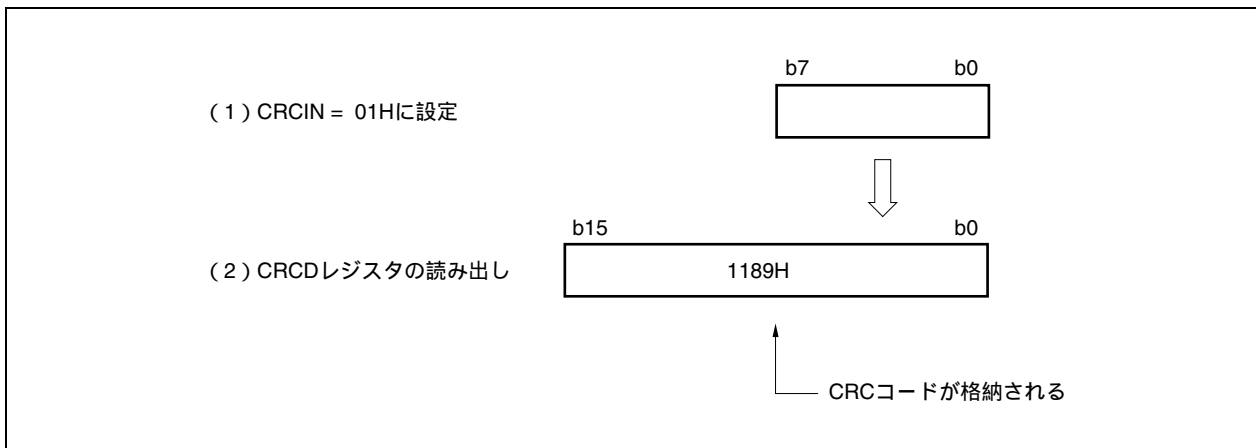 b7 b0
（1）CRCIN = 01Hに設定
b15 b0
（2）CRCDレジスタの読み出し 1189H
CRCコードが格納される